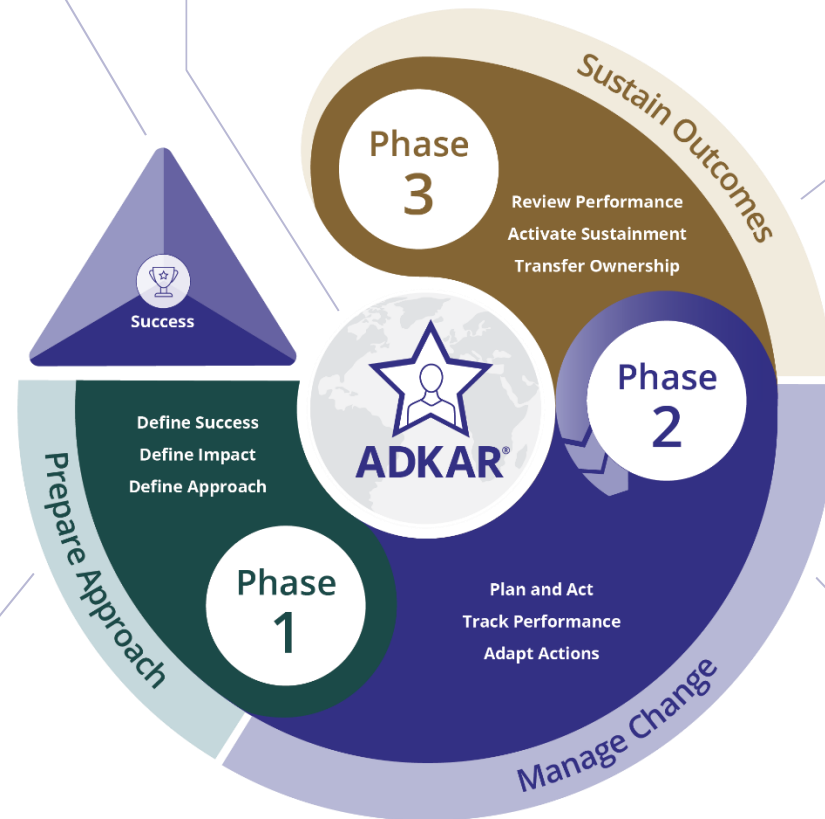 Success
Prepare Approach
Define Success
Define Impact
Define Approach
Phase
1
ADKAR®
Phase
2
Plan and Act
Track Performance
Adapt Actions
Manage Change
Phase
3
Review Performance
Activate Sustainment
Transfer Ownership
Sustain Outcomes